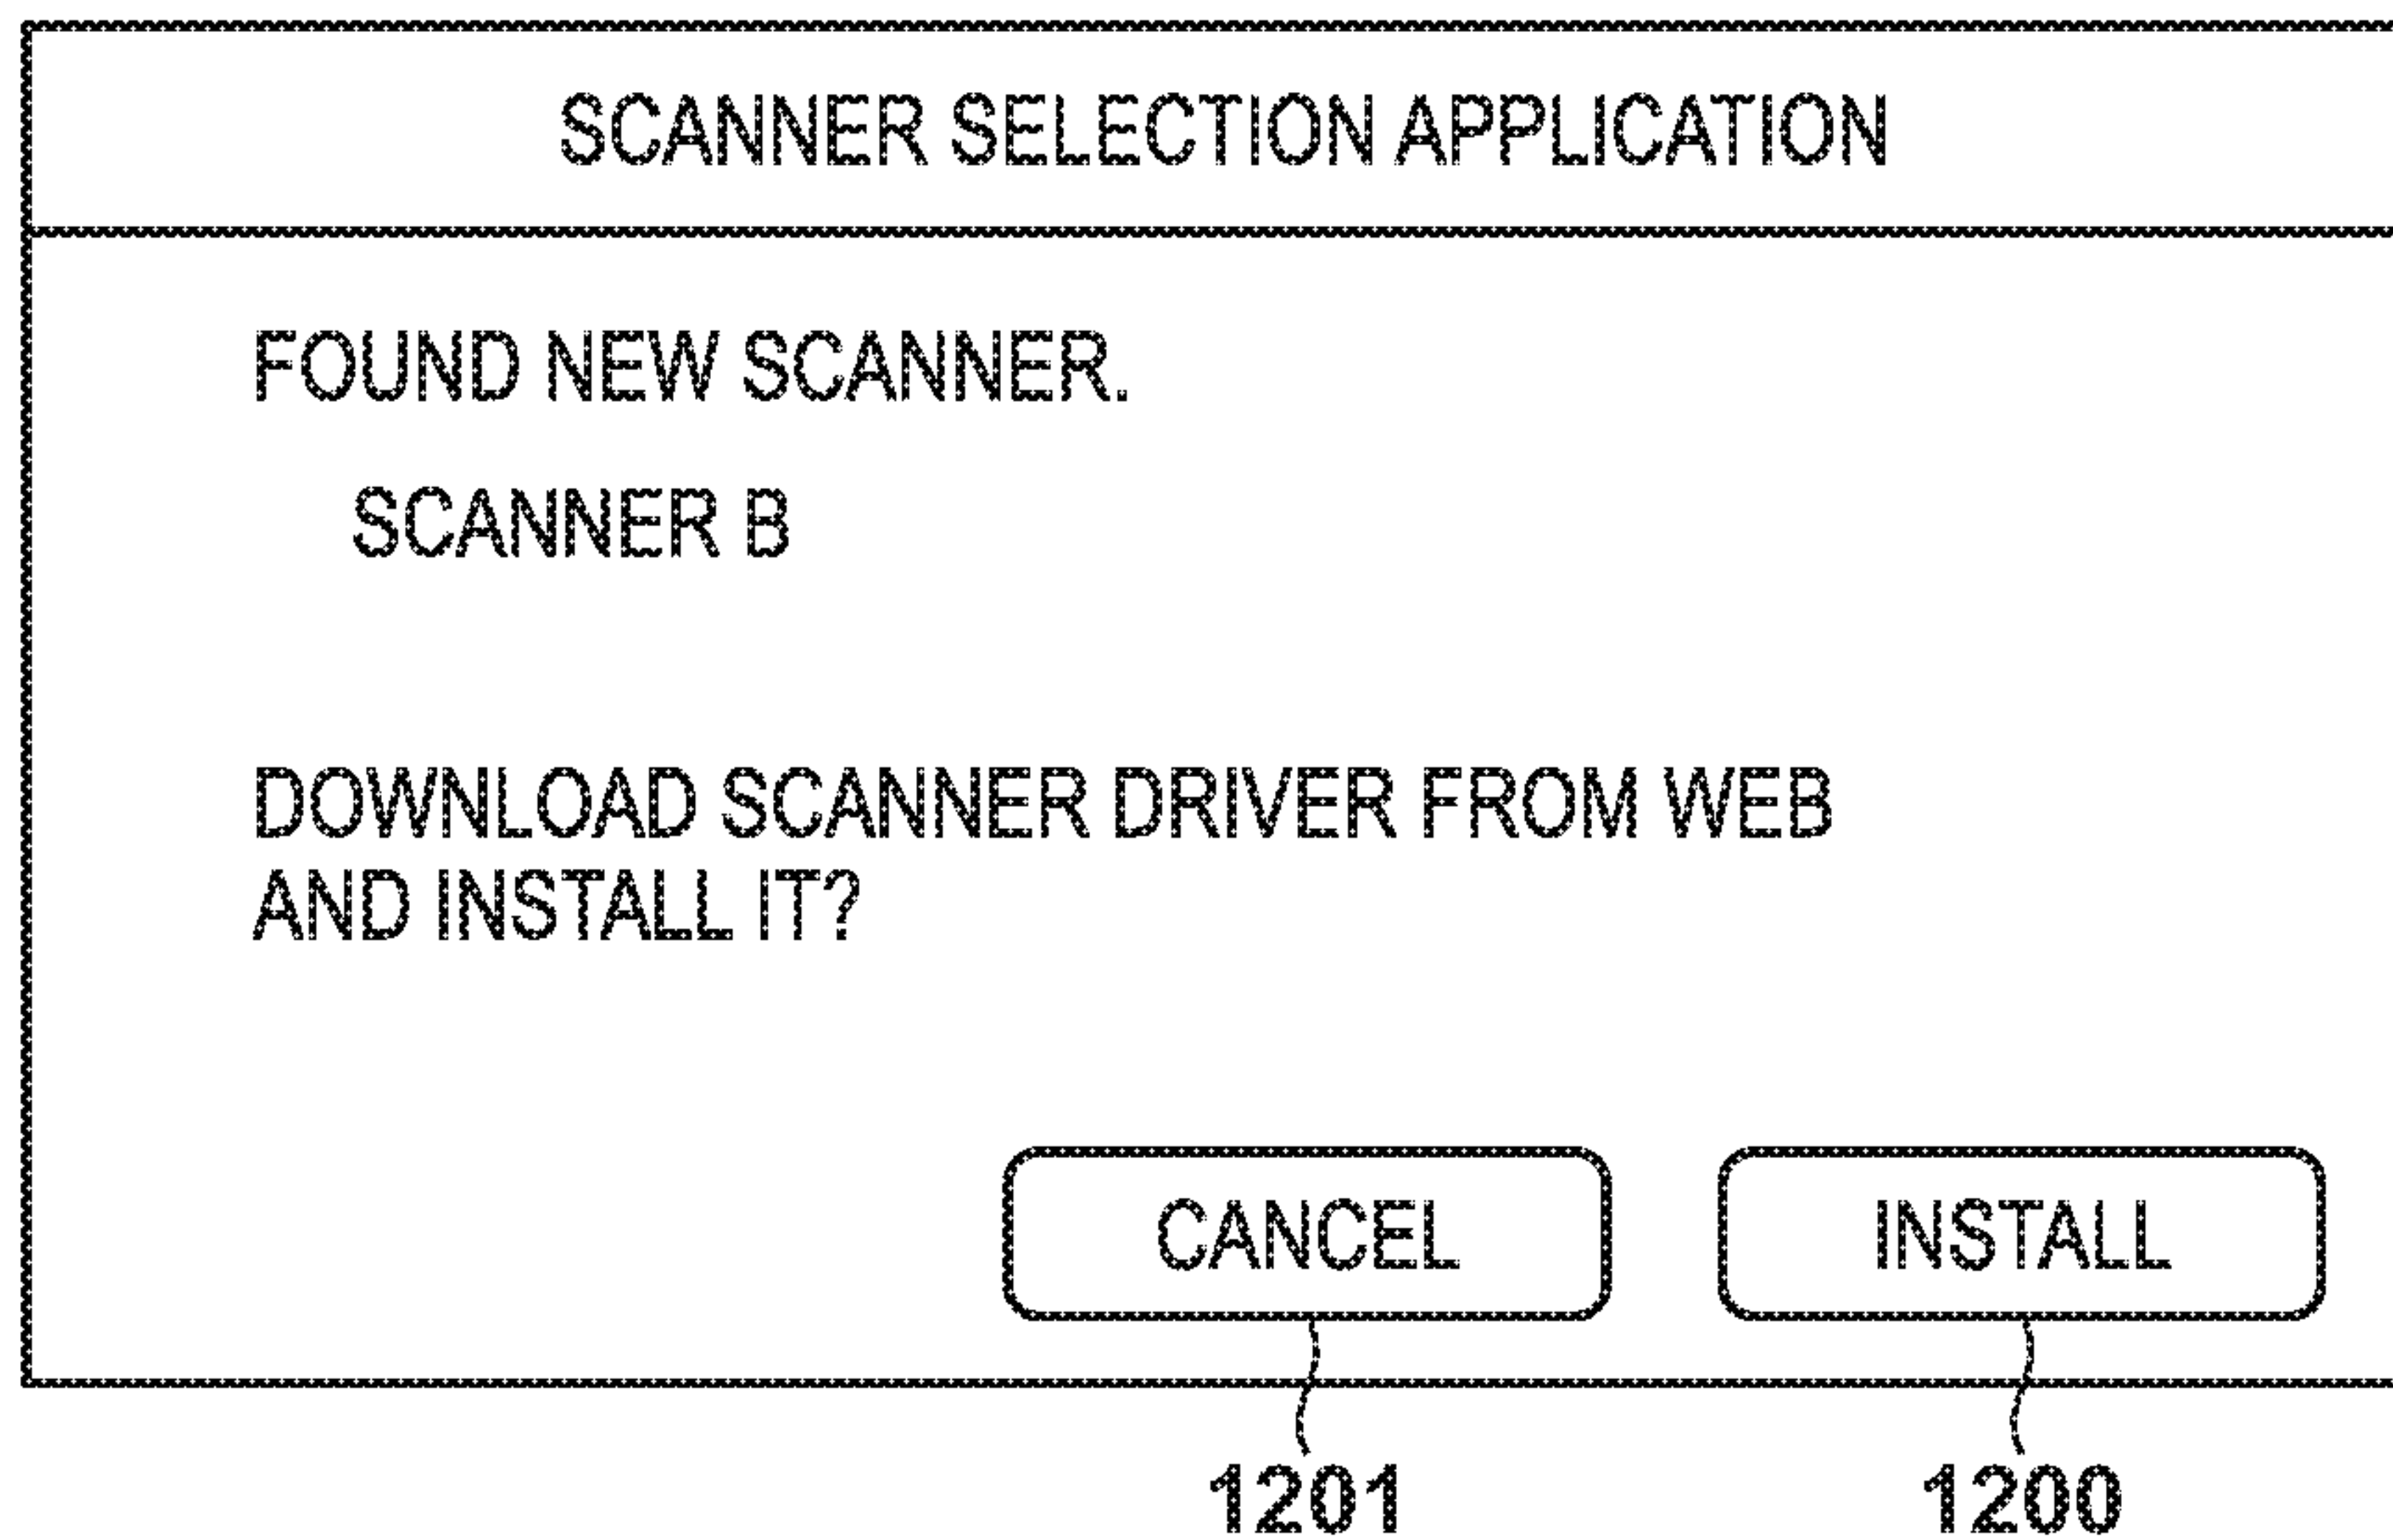 SCANNER SELECTION APPLICATION
FOUND NEW SCANNER.
SCANNER B
DOWNLOAD SCANNER DRIVER FROM WEB
AND INSTALL IT?
CANCEL INSTALL
1201 1200